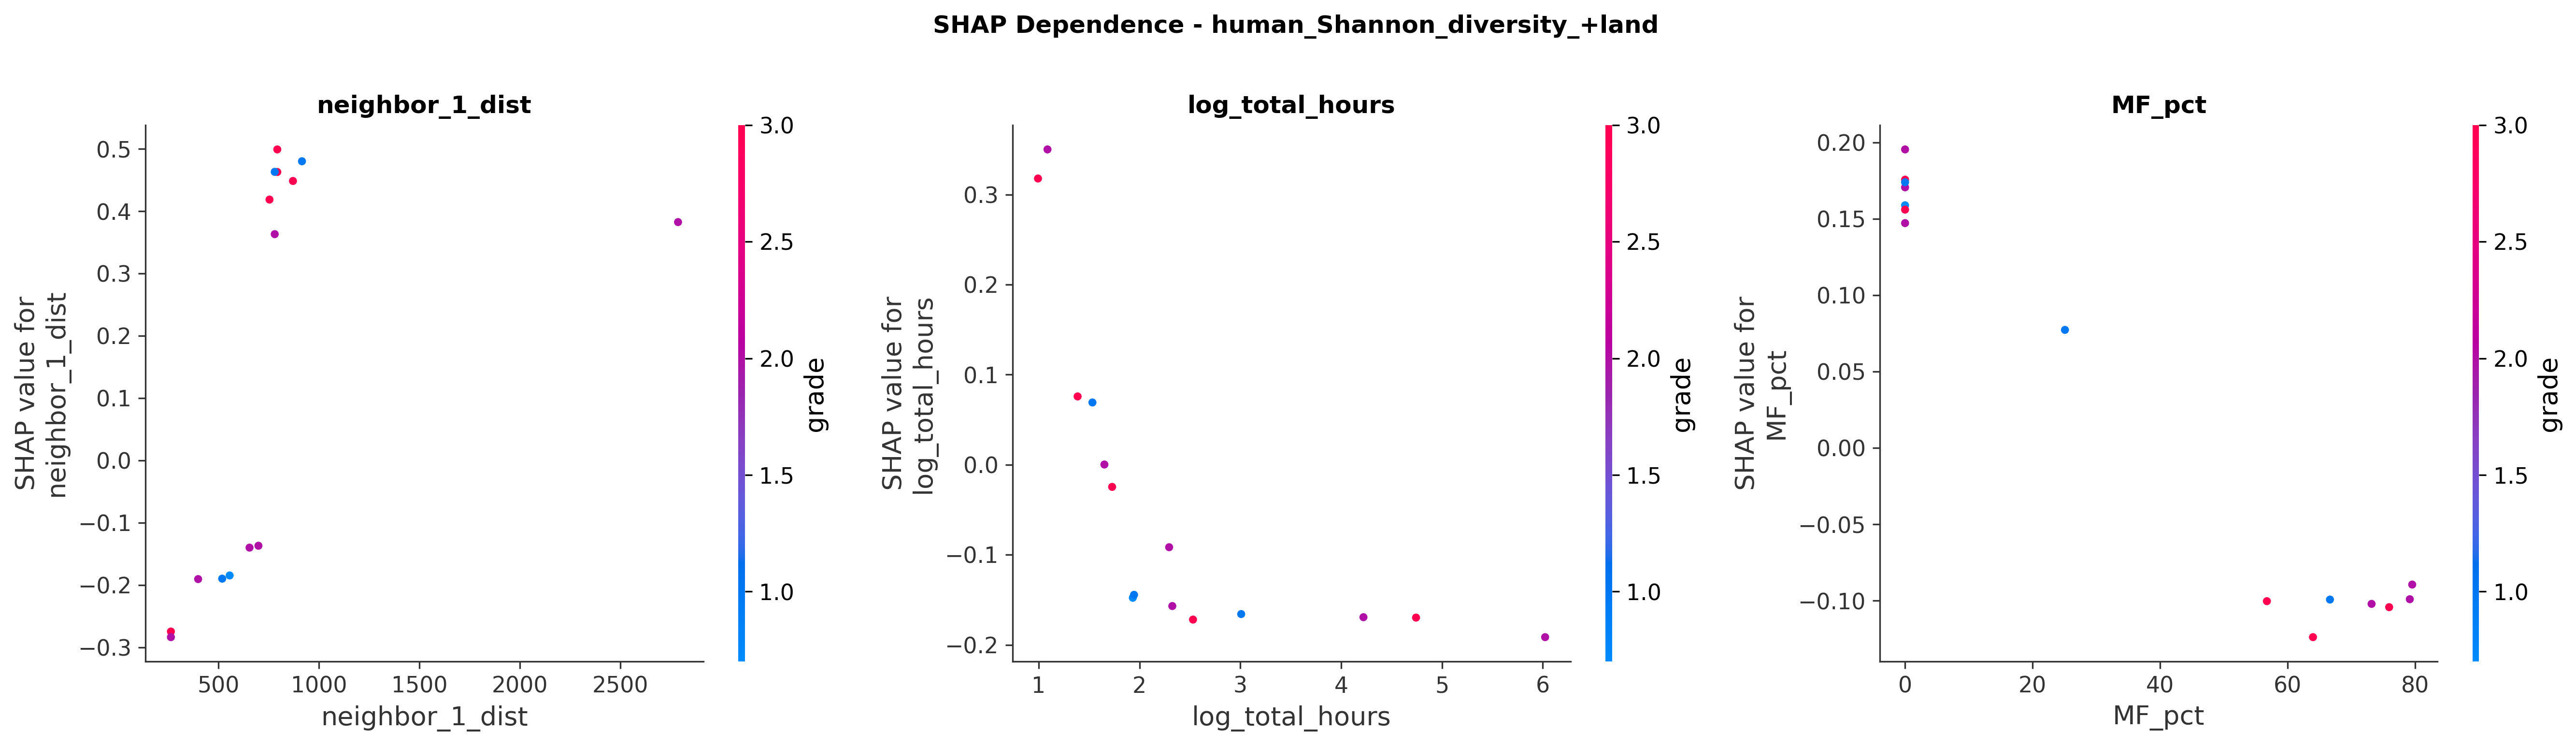 SHAP Dependence - human_Shannon_diversity_+land
neighbor_1_dist
SHAP value for
neighbor_1_dist
0.5
0.4
0.3
0.2
0.1
0.0
−0.1
−0.2
−0.3
500 1000 1500 2000 2500
neighbor_1_dist
3.0
2.5
2.0
1.5
1.0
grade
log_total_hours
SHAP value for
log_total_hours
0.3
0.2
0.1
0.0
−0.1
−0.2
1 2 3 4 5 6
log_total_hours
3.0
2.5
2.0
1.5
1.0
grade
MF_pct
SHAP value for
MF_pct
0.20
0.15
0.10
0.05
0.00
−0.05
−0.10
0 20 40 60 80
MF_pct
3.0
2.5
2.0
1.5
1.0
grade